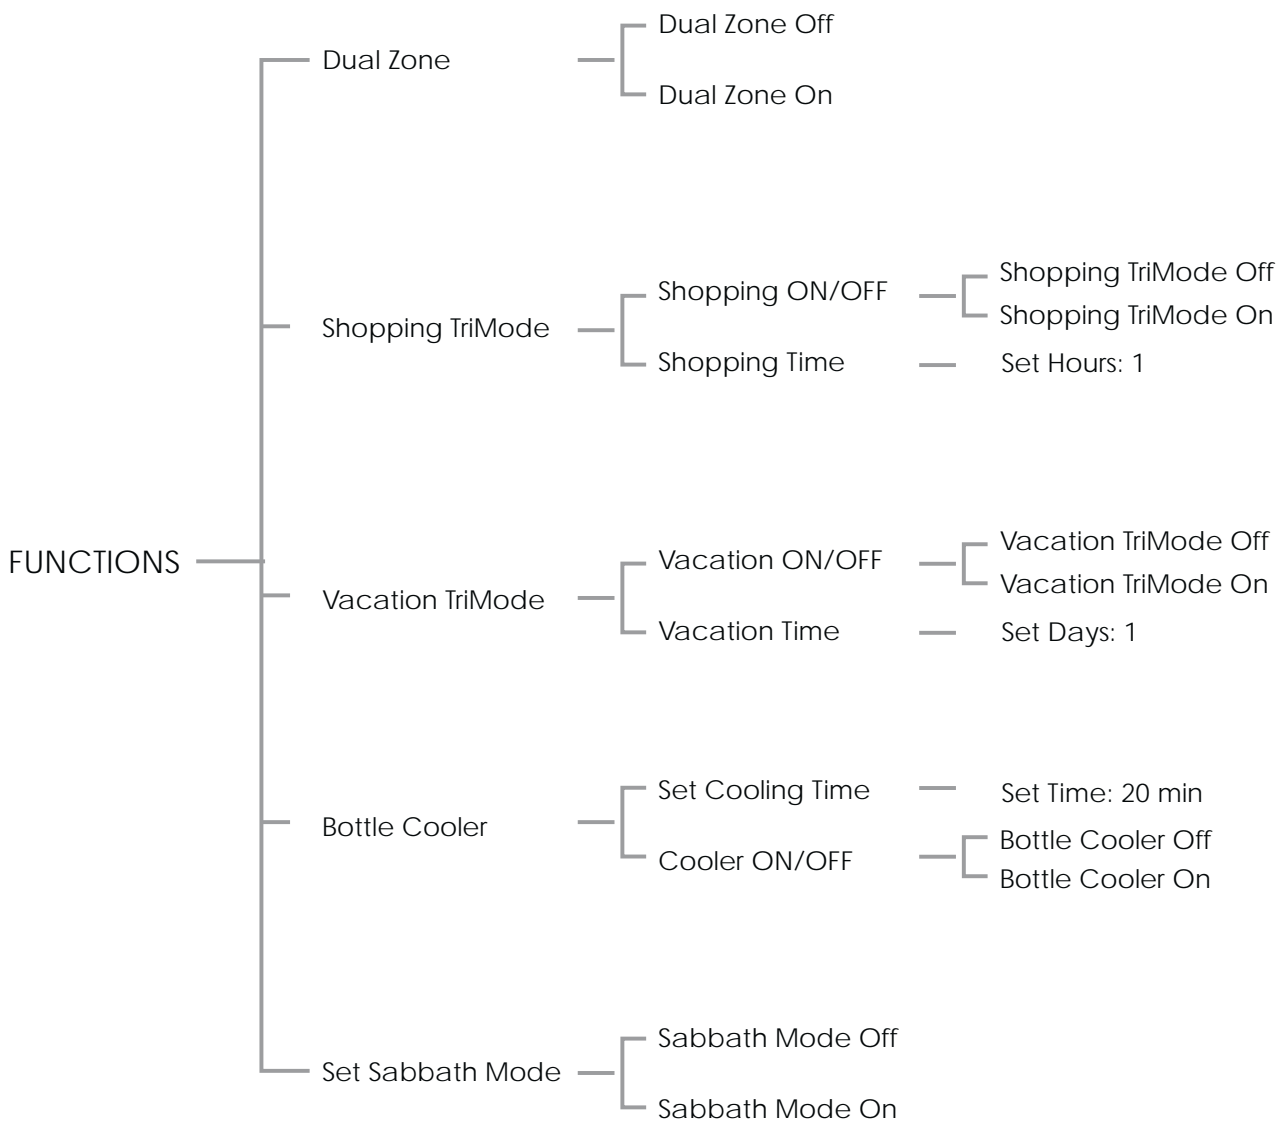 Dual Zone Off
Dual Zone
Dual Zone On
Shopping TriMode Off
Shopping ON/OFF
Shopping TriMode On
Shopping TriMode
Shopping Time
Set Hours: 1
Vacation TriMode Off
Vacation ON/OFF
FUNCTIONS
Vacation TriMode On
Vacation TriMode
Vacation Time
Set Days: 1
Set Cooling Time
Set Time: 20 min
Bottle Cooler
Bottle Cooler Off
Cooler ON/OFF
Bottle Cooler On
Sabbath Mode Off
Set Sabbath Mode
Sabbath Mode On